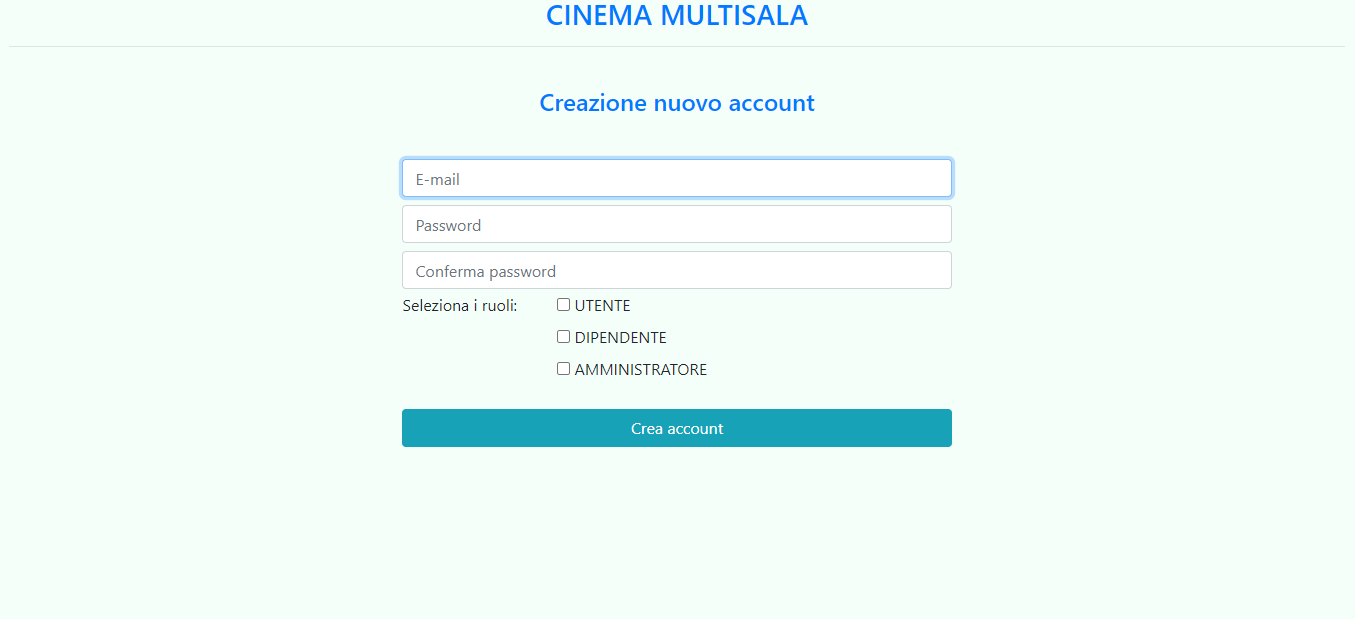 CINEMA MULTISALA
Creazione nuovo account
E-mail
Password
Conferma password
Seleziona i ruoli: UTENTE
DIPENDENTE
AMMINISTRATORE
Crea account